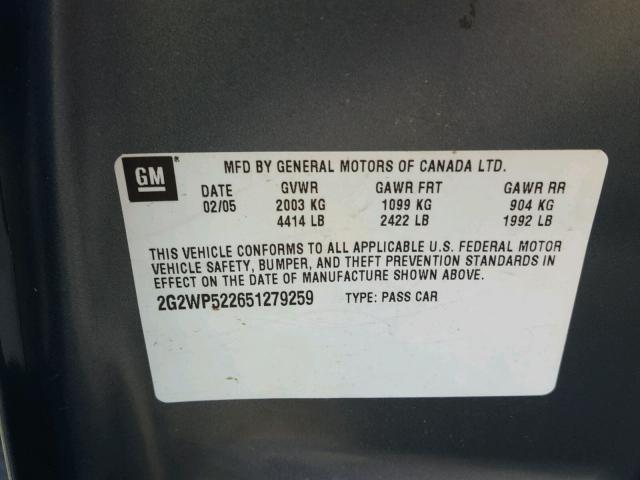 GM
MFD BY GENERAL MOTORS OF CANADA LTD.
DATE GVWR GAWR FRT GAWR RR
02/05 2003 KG 1099 KG 904 KG
4414 LB 2422 LB 1992 LB
THIS VEHICLE CONFORMS TO ALL APPLICABLE U.S. FEDERAL MOTOR
VEHICLE SAFETY, BUMPER, AND THEFT PREVENTION STANDARDS IN
EFFECT ON THE DATE OF MANUFACTURE SHOWN ABOVE.
2G2WP522651279259 TYPE: PASS CAR